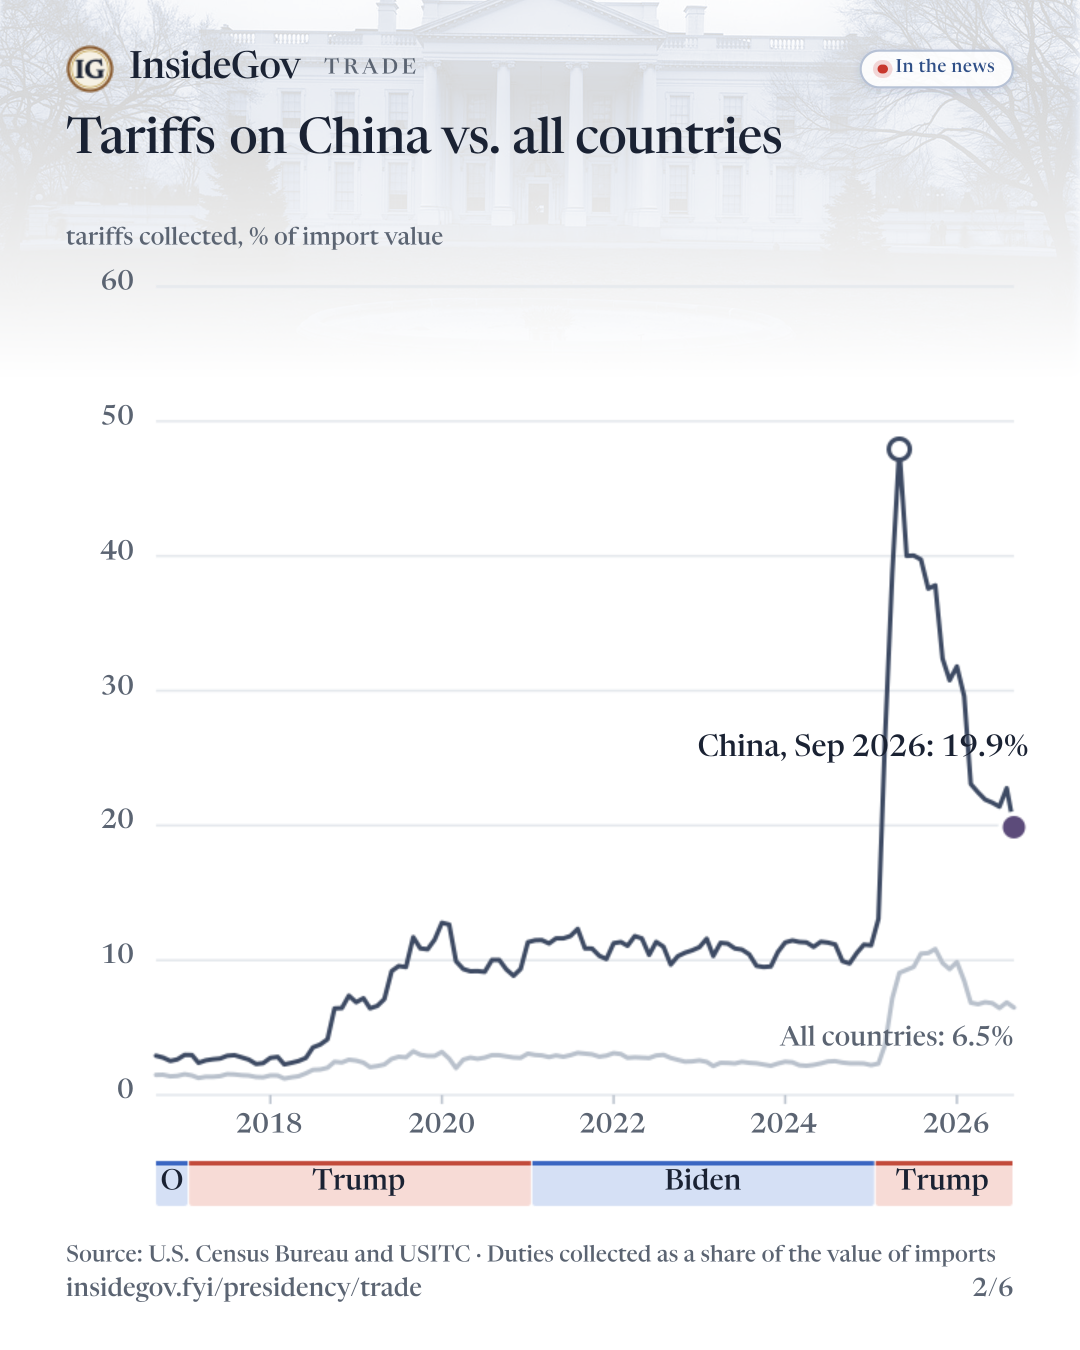 IG InsideGov TRADE
In the news
Tariffs on China vs. all countries
tariffs collected, % of import value
60
50
40
30
China, Sep 2026: 19.9%
20
10
All countries: 6.5%
0
2018 2020 2022 2024 2026
O Trump Biden Trump
Source: U.S. Census Bureau and USITC · Duties collected as a share of the value of imports
insidegov.fyi/presidency/trade 2/6